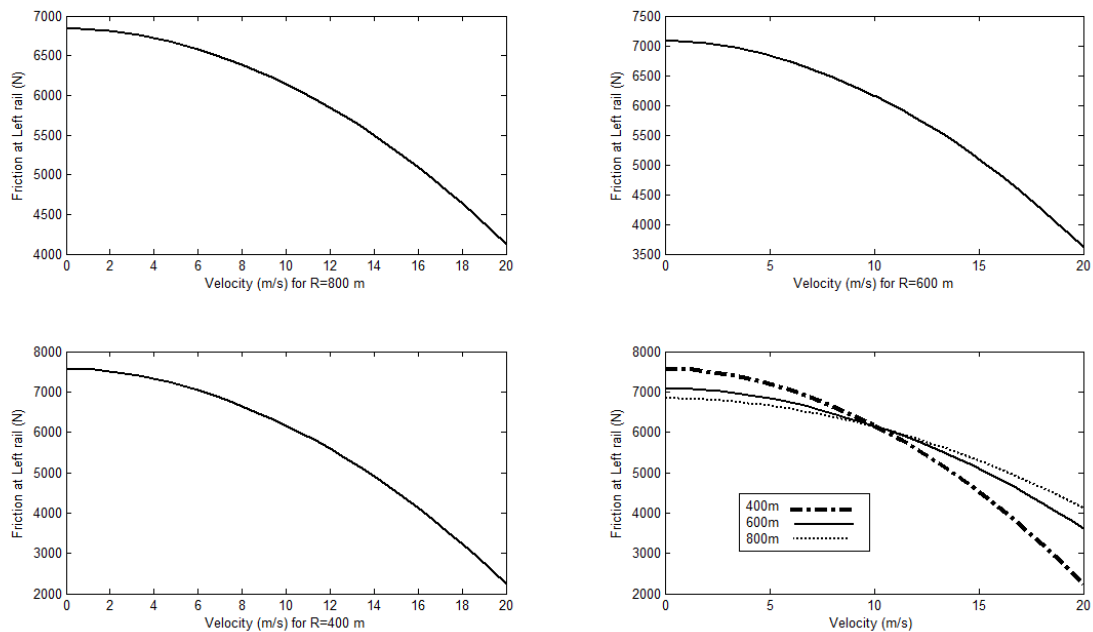 Friction at Left rail (N)
7000
6500
6000
5500
5000
4500
4000
0 2 4 6 8 10 12 14 16 18 20
Velocity (m/s) for R=800 m
Friction at Left rail (N)
7500
7000
6500
6000
5500
5000
4500
4000
3500
0 5 10 15 20
Velocity (m/s) for R=600 m
Friction at Left rail (N)
8000
7000
6000
5000
4000
3000
2000
0 2 4 6 8 10 12 14 16 18 20
Velocity (m/s) for R=400 m
Friction at Left rail (N)
8000
7000
6000
5000
4000
3000
2000
400m
600m
800m
0 5 10 15 20
Velocity (m/s)